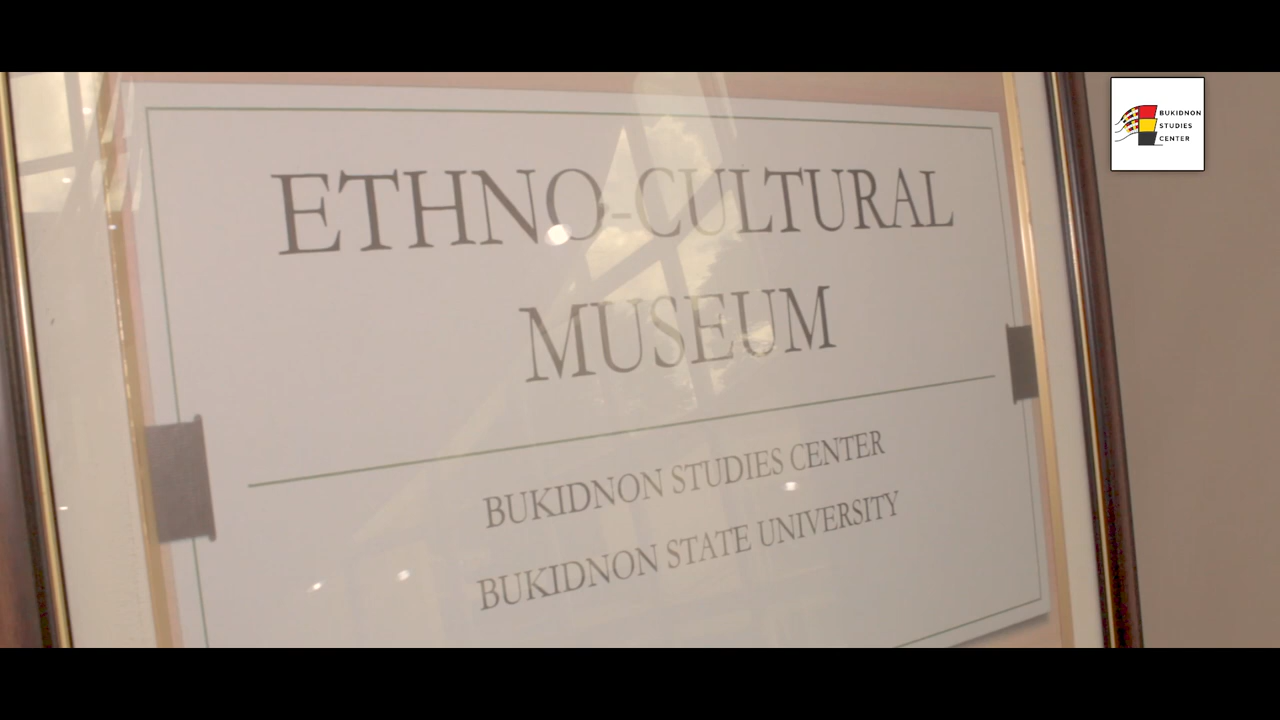 ETHNO-CULTURAL
MUSEUM
BUKIDNON STUDIES CENTER
BUKIDNON STATE UNIVERSITY
BUKIDNON
STUDIES
CENTER